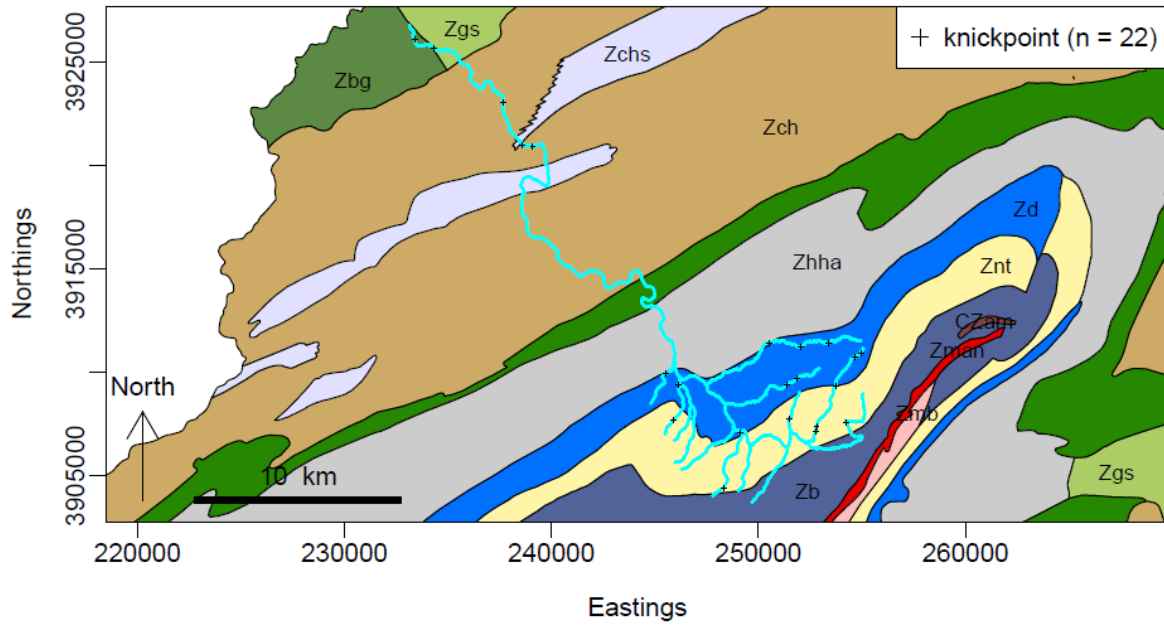 Zgs
+ knickpoint (n = 22)
Zchs
Zbg
Zch
Zd
Zhha
Znt
CZam
Zman
Zmb
Zgs
Zb
North
10 km
3925000
3915000
3905000
Northings
220000
230000
240000
250000
260000
Eastings